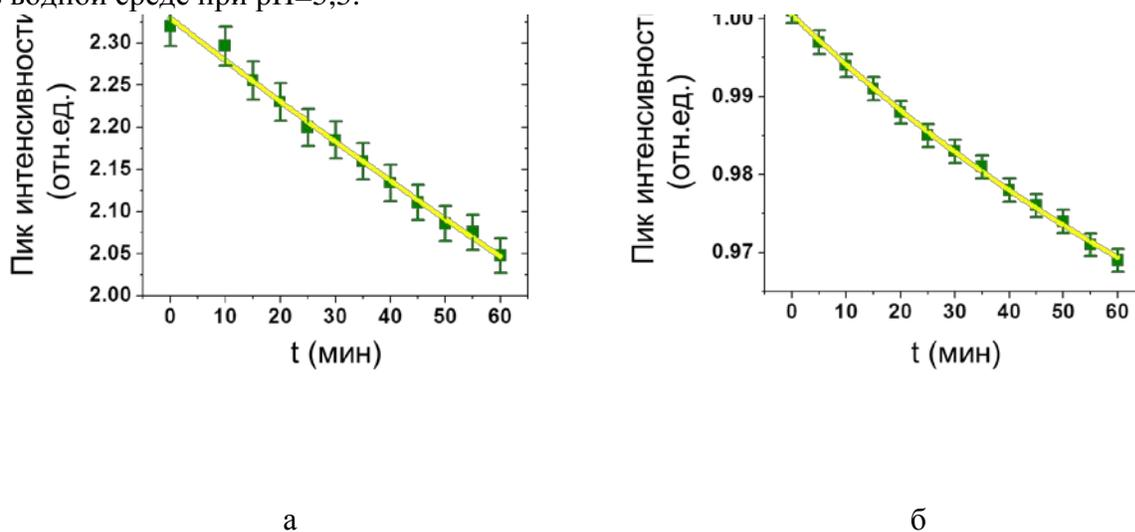 в водной среде при pH=5,5.
Пик интенсивности
(отн.ед.)
2.30
2.25
2.20
2.15
2.10
2.05
2.00
0 10 20 30 40 50 60
t (мин)
Пик интенсивности
(отн.ед.)
1.00
0.99
0.98
0.97
0 10 20 30 40 50 60
t (мин)
а б